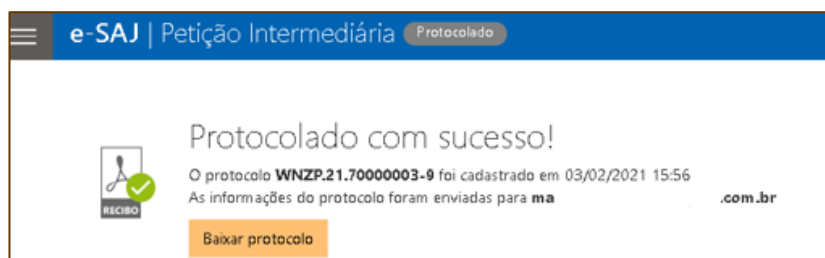 e-SAJ | Petição Intermediária Protocolado
Protocolado com sucesso!
O protocolo WNZP.21.70000003-9 foi cadastrado em 03/02/2021 15:56
As informações do protocolo foram enviadas para ma .com.br
RECIBO
Baixar protocolo